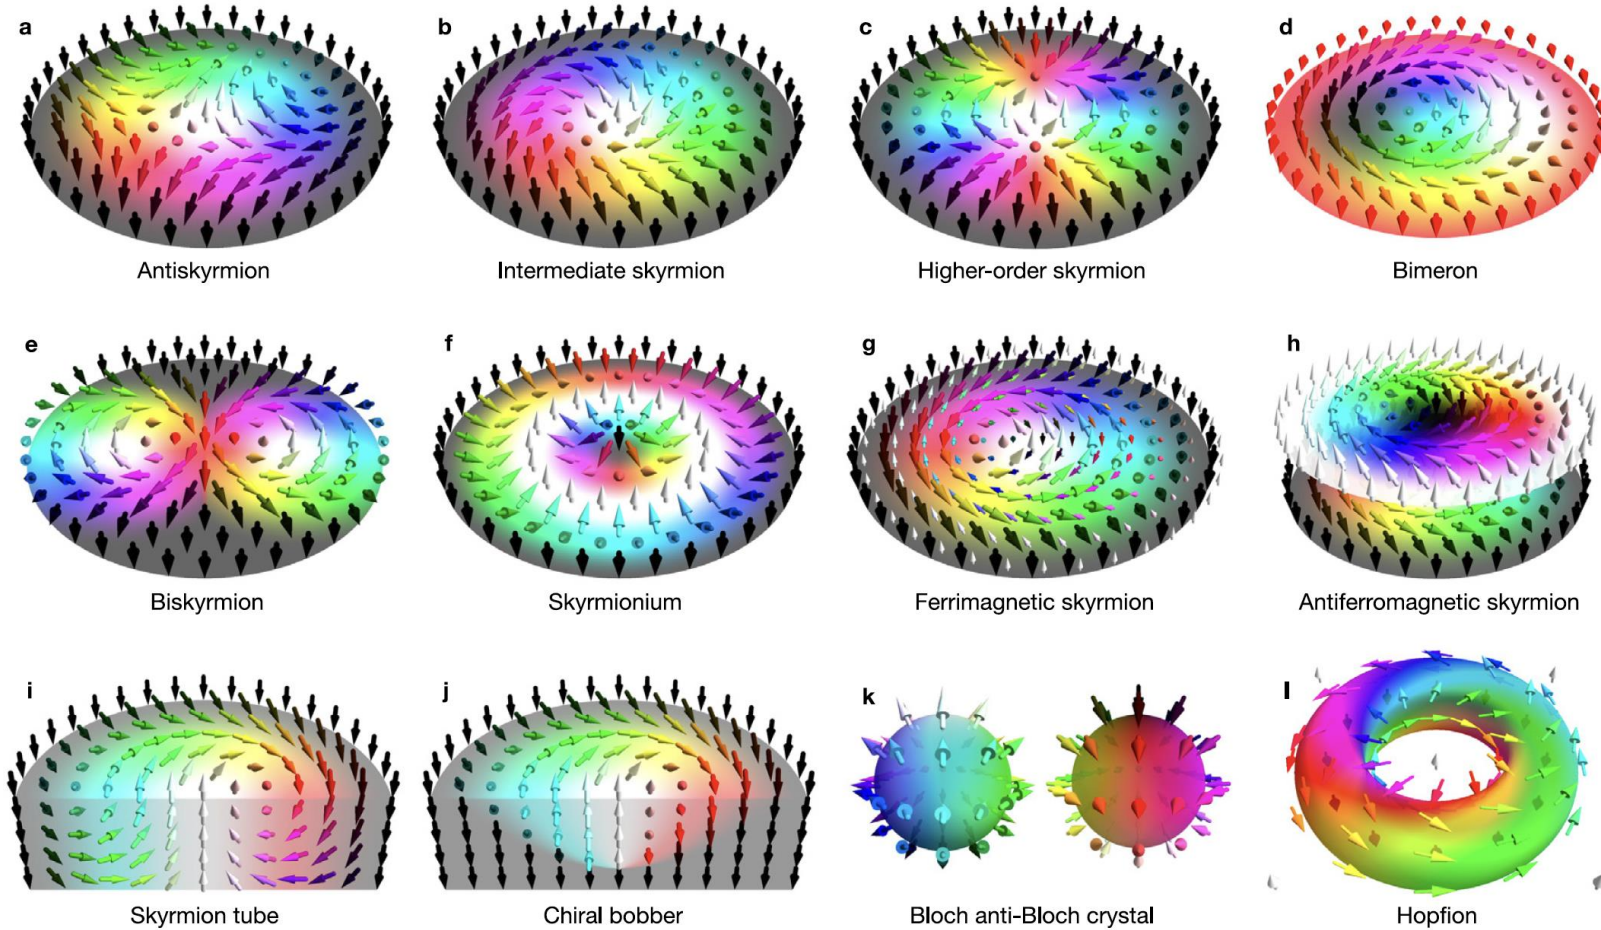 a b c d
Antiskyrmion Intermediate skyrmion Higher-order skyrmion Bimeron
e f g h
Biskyrmion Skyrmionium Ferrimagnetic skyrmion Antiferromagnetic skyrmion
i j k l
Skyrmion tube Chiral bobber Bloch anti-Bloch crystal Hopfion